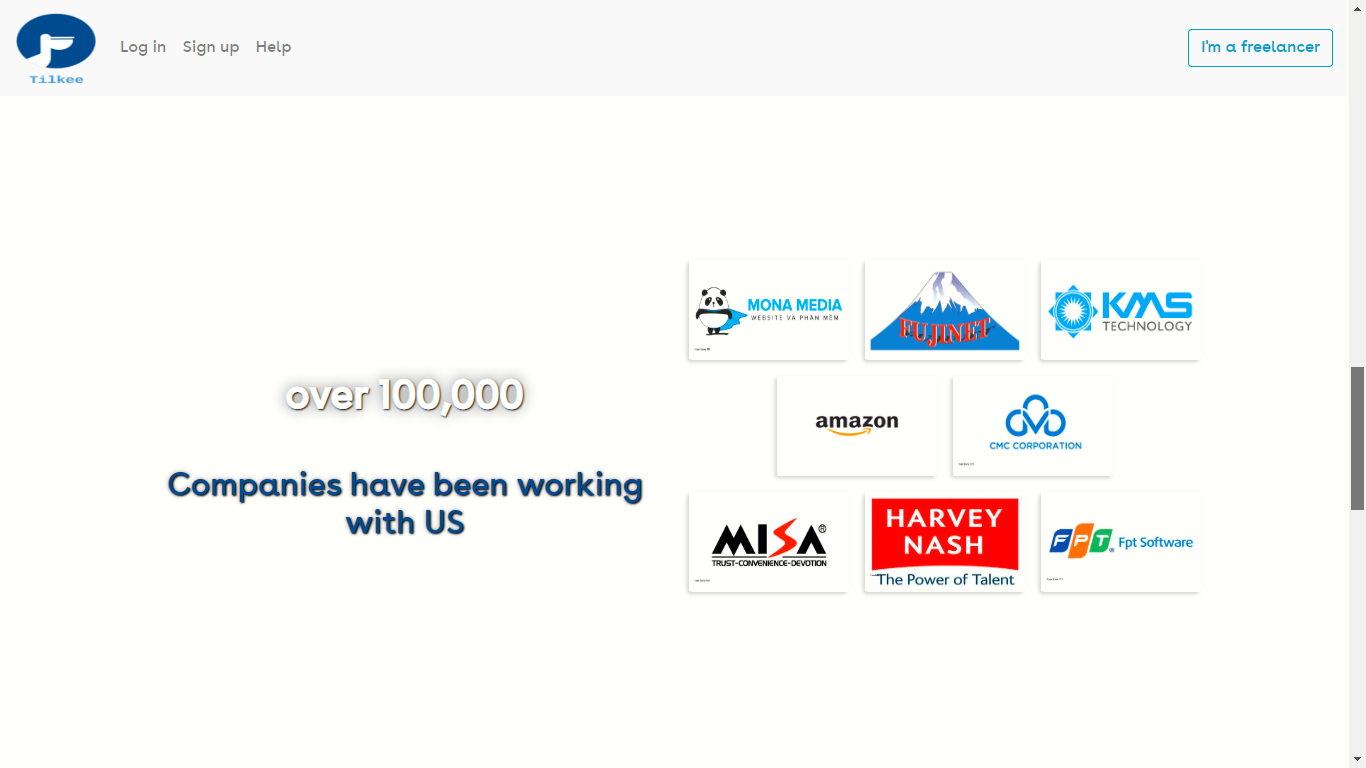 Tilkee
Log in
Sign up
Help
I'm a freelancer
over 100,000
Companies have been working
with US
MONA MEDIA
WEBSITE VÀ PHẦN MỀM
FUJINET
KMS
TECHNOLOGY
amazon
CMC CORPORATION
MISA®
TRUST-CONVENIENCE-DEVOTION
HARVEY
NASH
The Power of Talent
FPT® Fpt Software